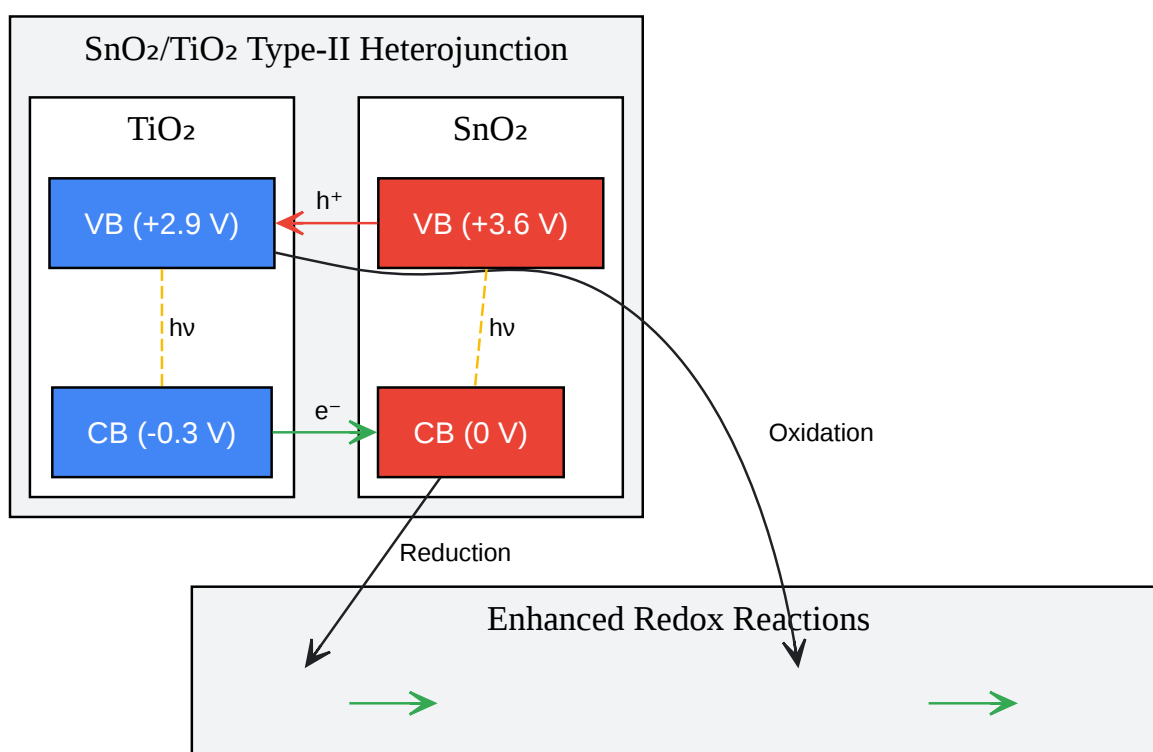 SnO₂/TiO₂ Type-II Heterojunction
TiO₂
SnO₂
VB (+2.9 V)
h⁺
VB (+3.6 V)
hν
hν
CB (-0.3 V)
e⁻
CB (0 V)
Oxidation
Reduction
Enhanced Redox Reactions